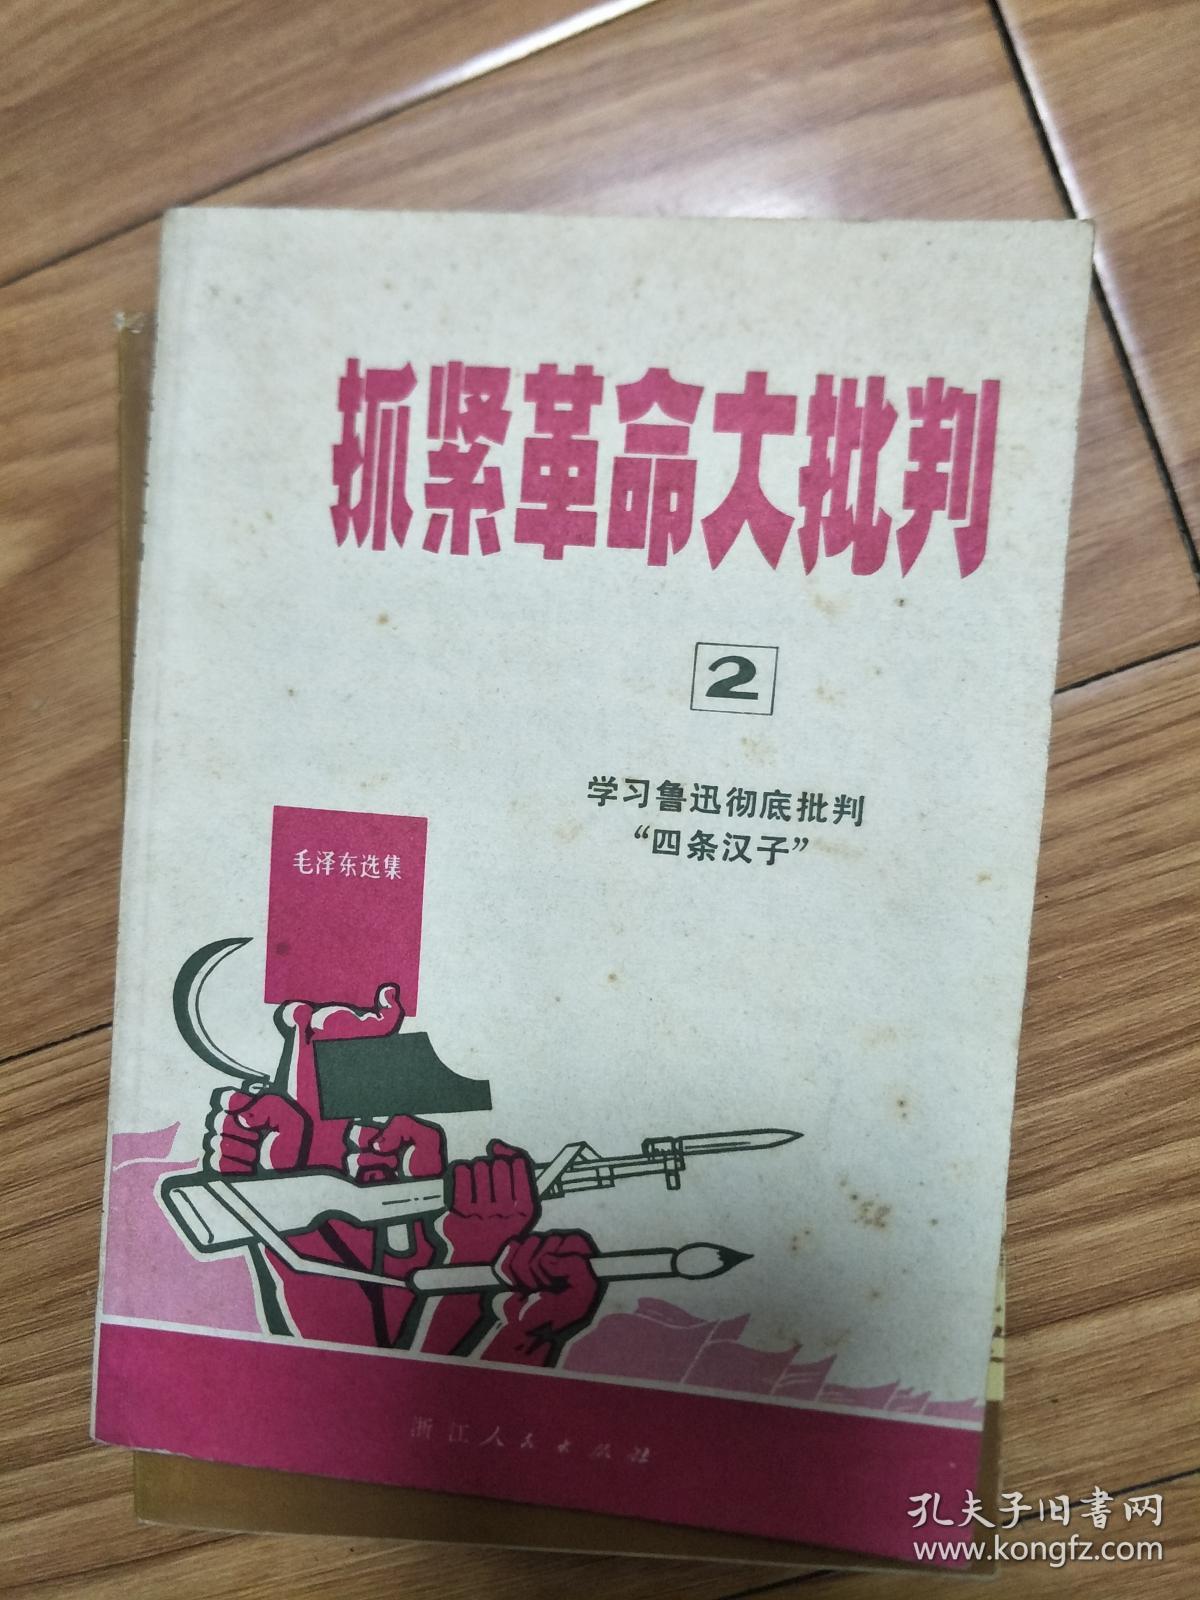 抓紧革命大批判
2
学习鲁迅彻底批判
“四条汉子”
毛泽东选集
浙江人民出版社
孔夫子旧书网
www.kongfz.com